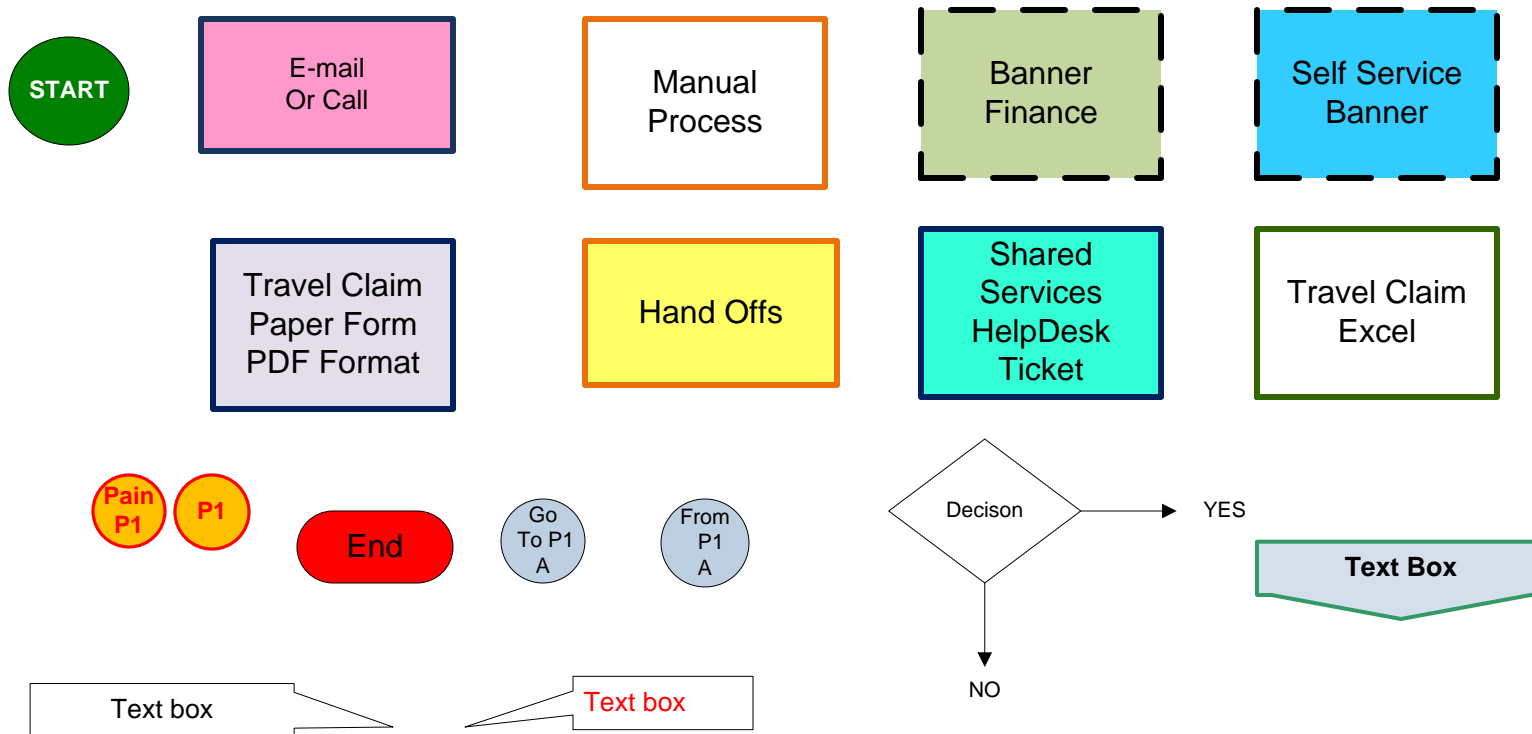 START
E-mail
Or Call
Manual
Process
Banner
Finance
Self Service
Banner
Travel Claim
Paper Form
PDF Format
Hand Offs
Shared
Services
HelpDesk
Ticket
Travel Claim
Excel
Pain
P1
P1
End
Go
To P1
A
From
P1
A
Decison
YES
NO
Text Box
Text box
Text box